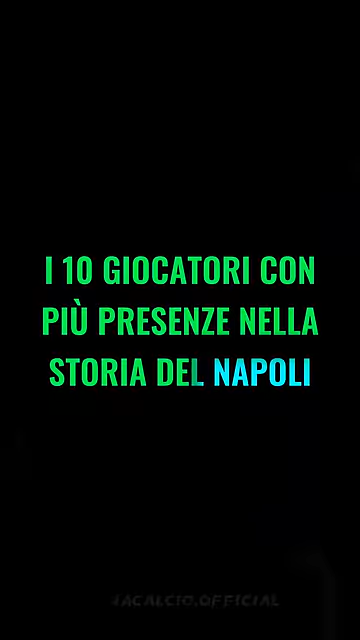 I 10 GIOCATORI CON
PIÙ PRESENZE NELLA
STORIA DEL NAPOLI